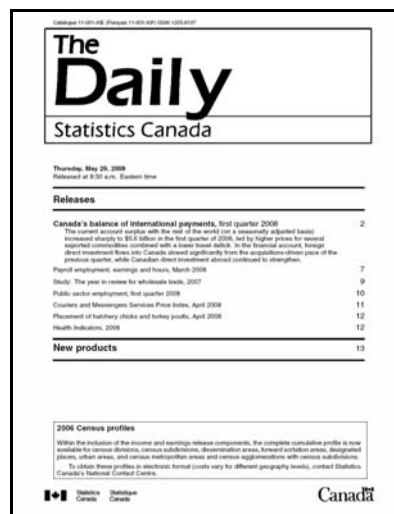 Catalogue 11-001-XIE (Français 11-001-XIF) ISSN 1205-9137
The
Daily
Statistics Canada
Thursday, May 29, 2008
Released at 8:30 a.m. Eastern time
Releases
Canada's balance of international payments, first quarter 2008 2
The current account surplus with the rest of the world (on a seasonally adjusted basis)
increased sharply to $5.6 billion in the first quarter of 2008, led by higher prices for several
exported commodities combined with a lower travel deficit. In the financial account, foreign
direct investment flows into Canada slowed significantly from the acquisitions-driven pace of the
previous quarter, while Canadian direct investment abroad continued to strengthen.
Payroll employment, earnings and hours, March 2008 7
Study: The year in review for wholesale trade, 2007 9
Public sector employment, first quarter 2008 10
Couriers and Messengers Services Price Index, April 2008 11
Placement of hatchery chicks and turkey poults, April 2008 12
Health Indicators, 2008 12
New products 13
2006 Census profiles
Within the inclusion of the income and earnings release components, the complete cumulative profile is now
available for census divisions, census subdivisions, dissemination areas, forward sortation areas, designated
places, urban areas, and census metropolitan areas and census agglomerations with census subdivisions.
To obtain these profiles in electronic format (costs vary for different geography levels), contact Statistics
Canada's National Contact Centre.
Statistics Canada Statistique Canada
Canada